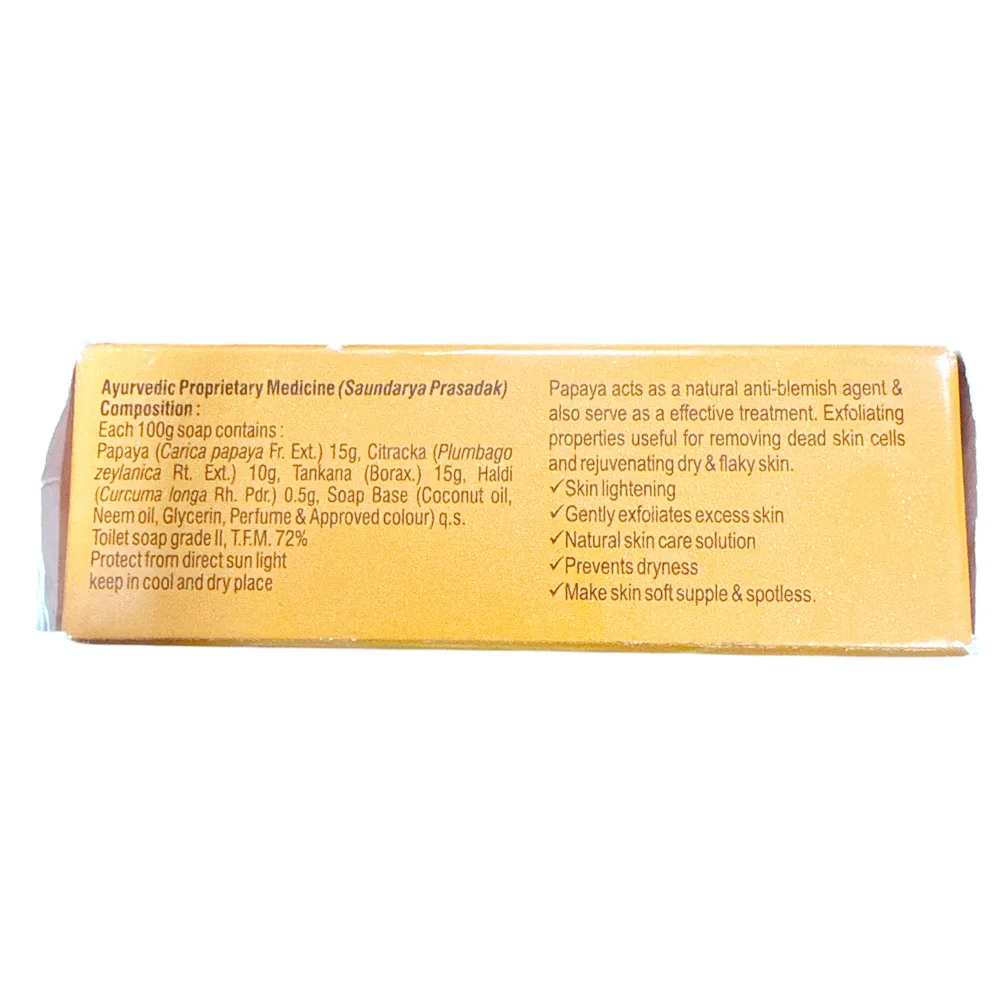 Ayurvedic Proprietary Medicine (Saundarya Prasadak)
Composition :
Each 100g soap contains :
Papaya (Carica papaya Fr. Ext.) 15g, Citracka (Plumbago
zeylanica Rt. Ext.) 10g, Tankana (Borax.) 15g, Haldi
(Curcuma longa Rh. Pdr.) 0.5g, Soap Base (Coconut oil,
Neem oil, Glycerin, Perfume & Approved colour) q.s.
Toilet soap grade II, T.F.M. 72%
Protect from direct sun light
keep in cool and dry place
Papaya acts as a natural anti-blemish agent &
also serve as a effective treatment. Exfoliating
properties useful for removing dead skin cells
and rejuvenating dry & flaky skin.
✓Skin lightening
✓Gently exfoliates excess skin
✓Natural skin care solution
✓Prevents dryness
✓Make skin soft supple & spotless.